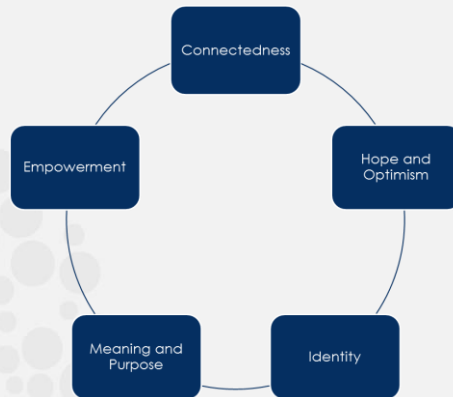 Connectedness
Hope and
Optimism
Identity
Meaning and
Purpose
Empowerment